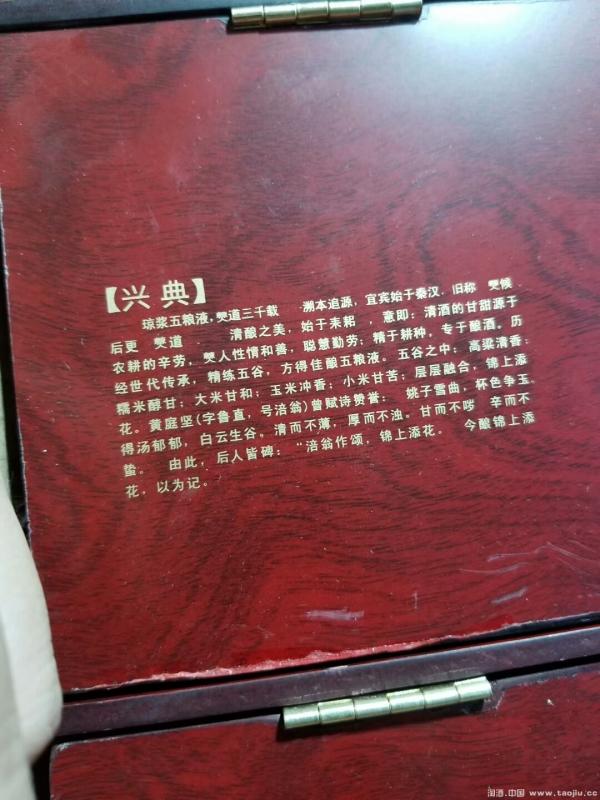 【兴典】
琼浆五粮液,僰道三千载 溯本追源,宜宾始于秦汉.旧称 僰候.
后更 僰道. 清酿之美,始于耒耜,意即:清酒的甘甜源于
农耕的辛劳,僰人性情和善,聪慧勤劳;精于耕种,专于酿酒。历
经世代传承,精练五谷,方得佳酿五粮液。五谷之中:高梁清香;
糯米醇甘;大米甘和;玉米冲香;小米甘苦;层层融合,锦上添
花。黄庭坚(字鲁直,号涪翁)曾赋诗赞誉: 姚子雪曲,杯色争玉.
得汤郁郁,白云生谷。清而不薄,厚而不浊。甘而不哕 辛而不
蛰。 由此,后人皆碑:“涪翁作颂,锦上添花。 今酿锦上添
花,以为记。
淘酒.中国 www.taojiu.cc